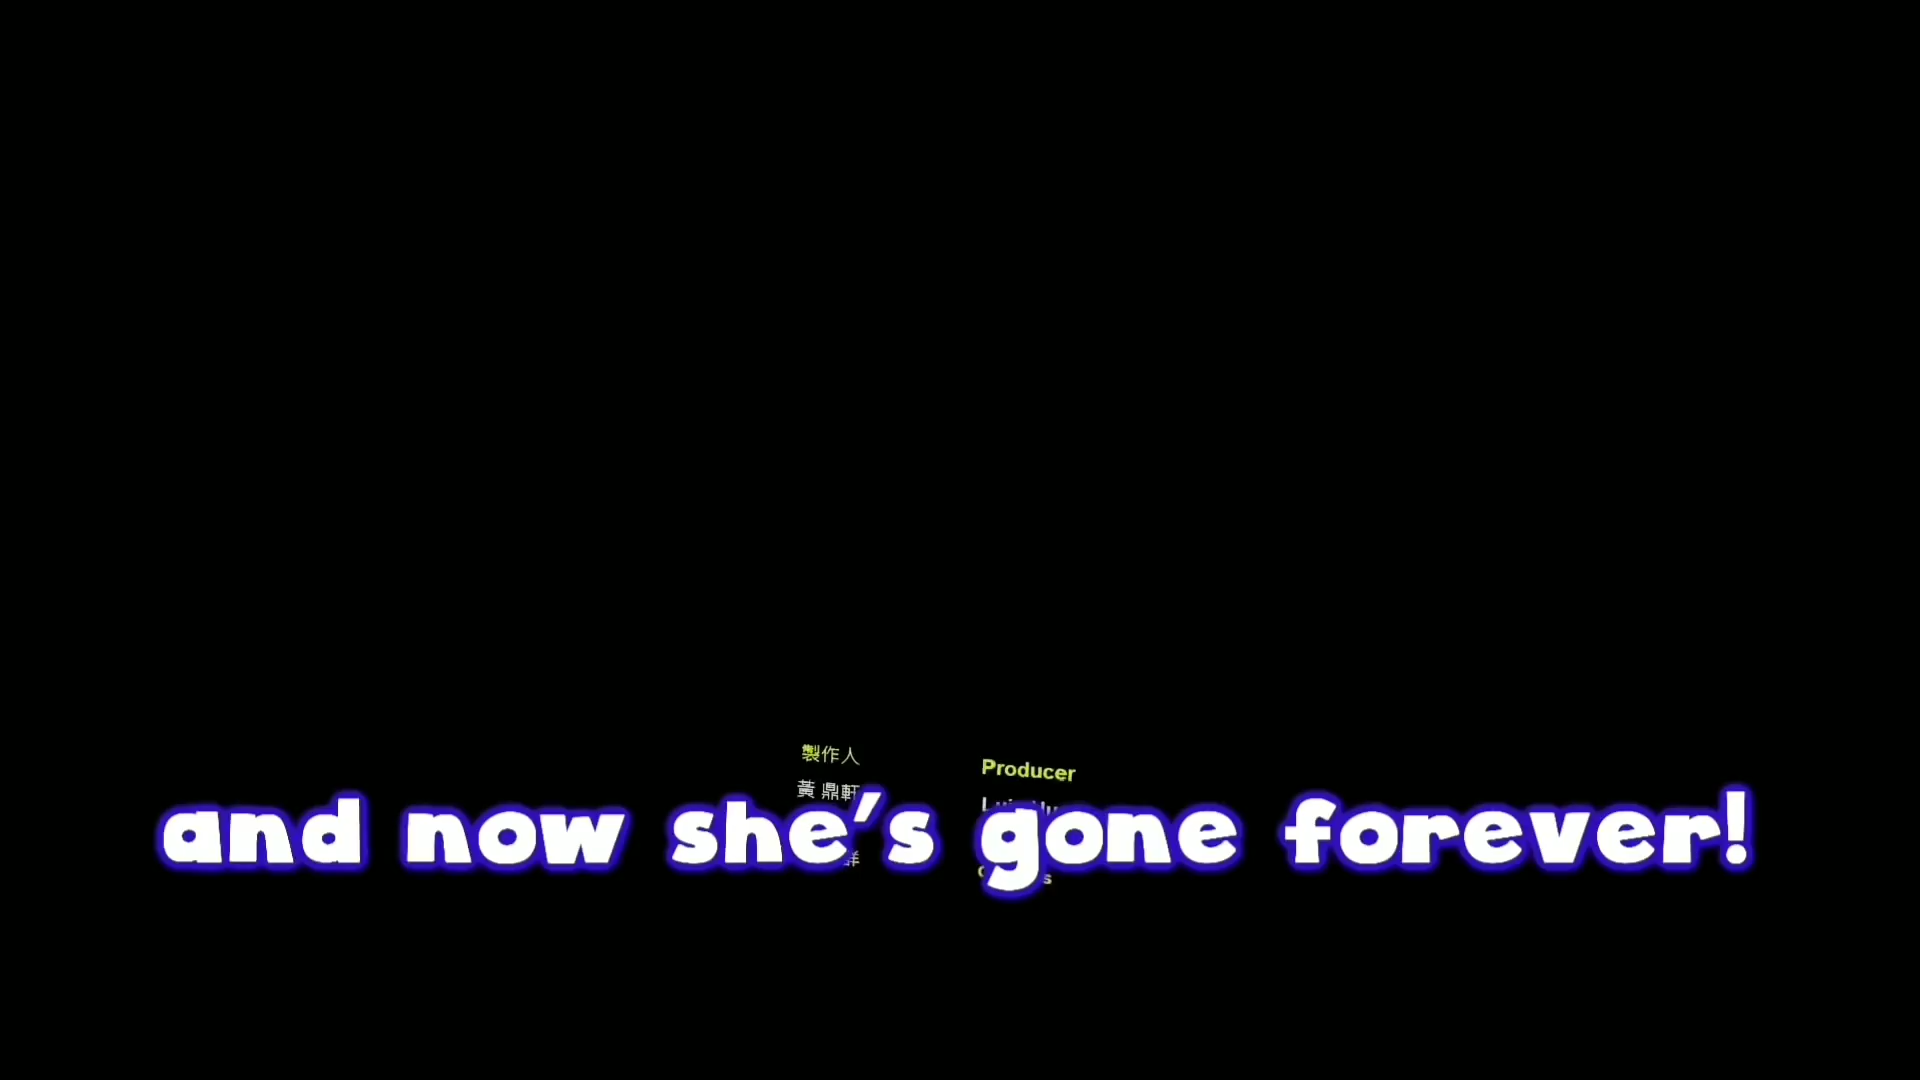 製作人
Producer
黃鼎軒
and now she's gone forever!